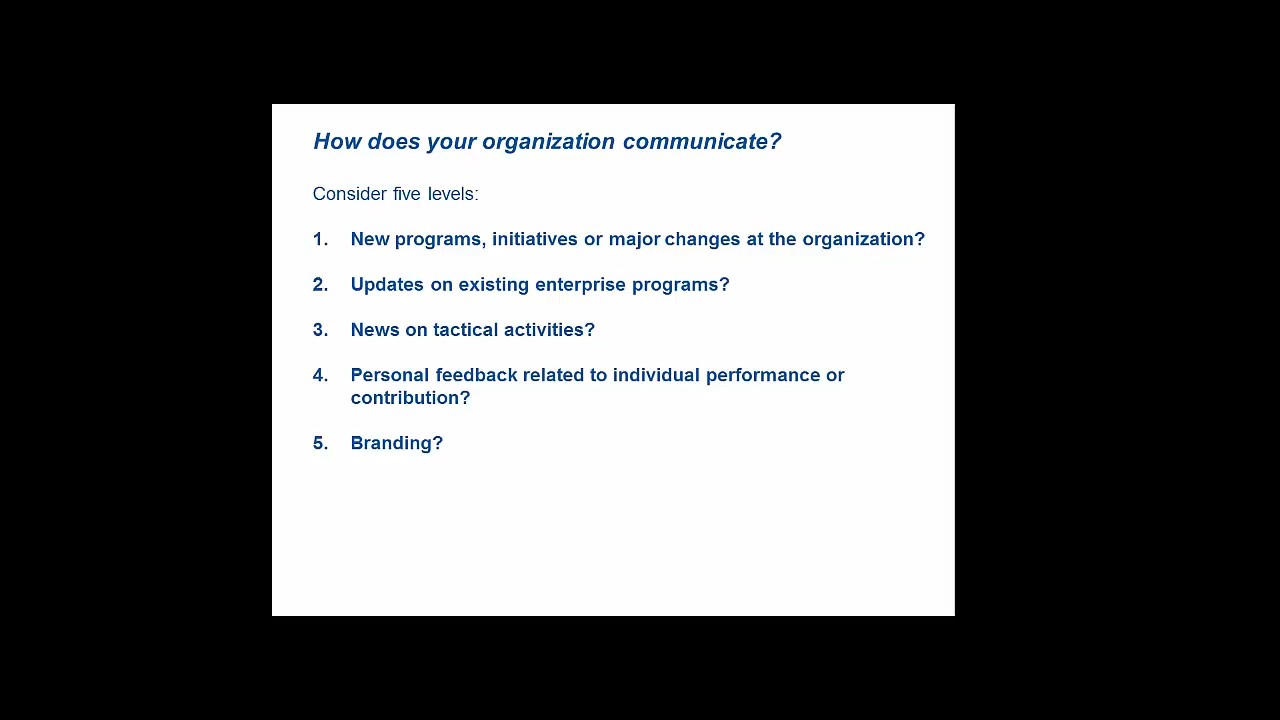 How does your organization communicate?
Consider five levels:
1. New programs, initiatives or major changes at the organization?
2. Updates on existing enterprise programs?
3. News on tactical activities?
4. Personal feedback related to individual performance or
contribution?
5. Branding?